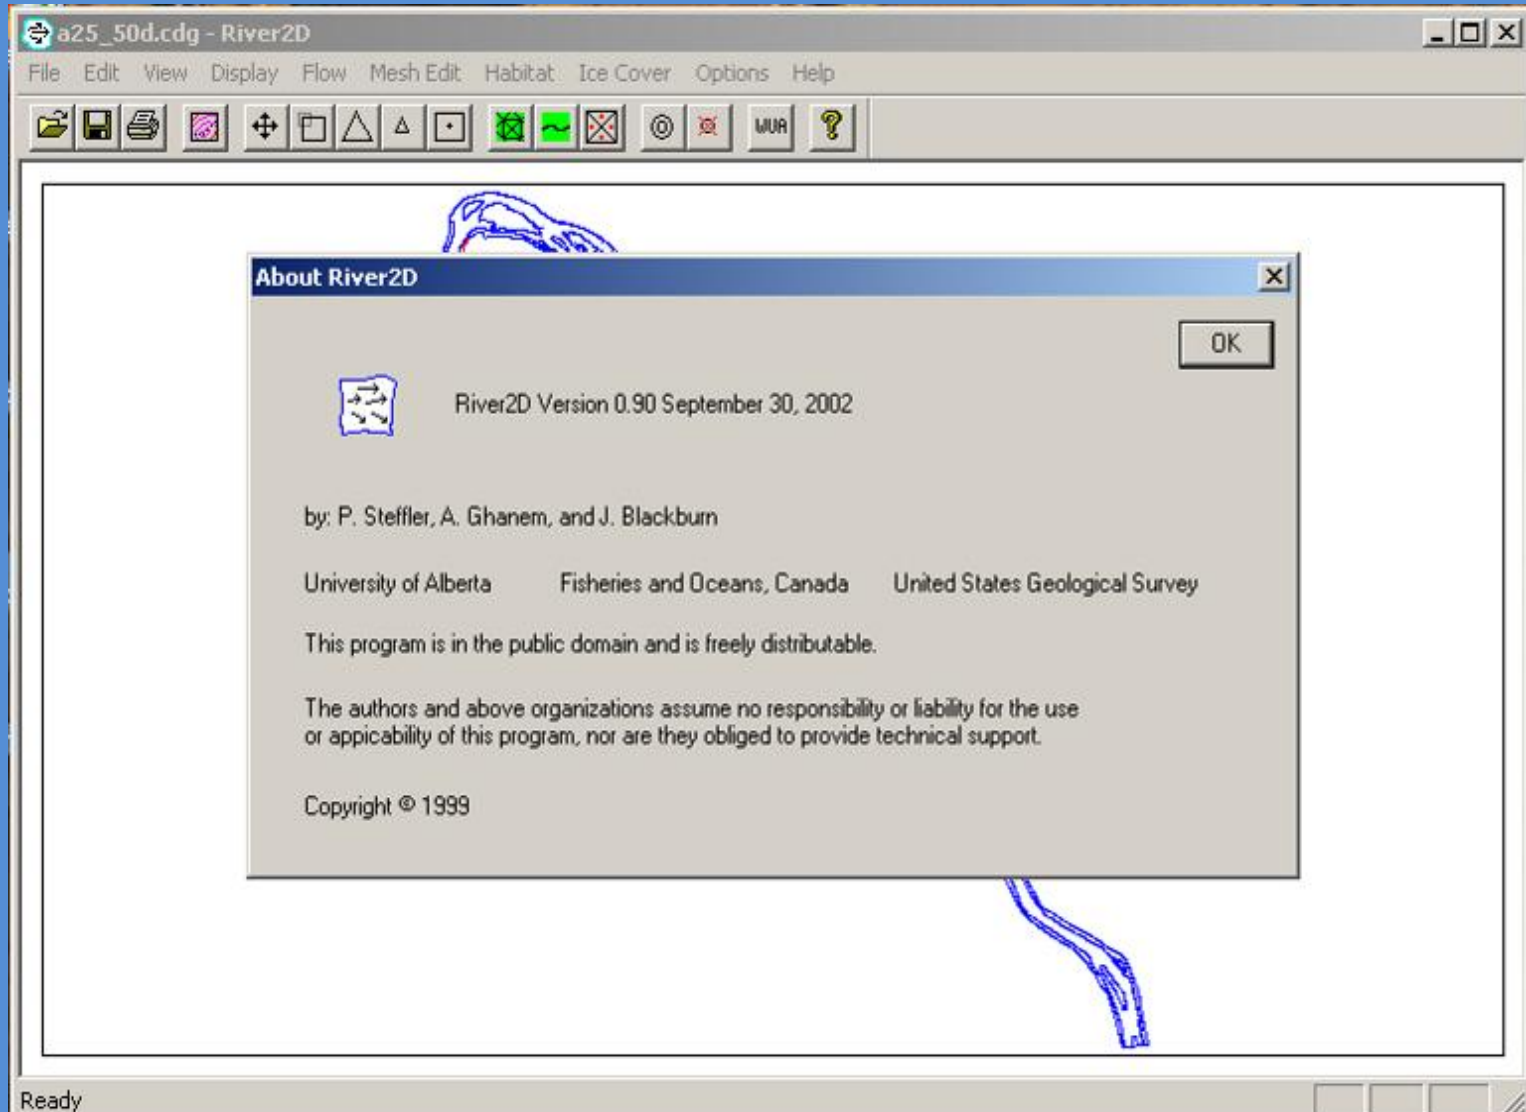 a25_50d.cdg - River2D
File Edit View Display Flow Mesh Edit Habitat Ice Cover Options Help
WUA ?
About River2D
OK
River2D Version 0.90 September 30, 2002
by: P. Steffler, A. Ghanem, and J. Blackburn
University of Alberta Fisheries and Oceans, Canada United States Geological Survey
This program is in the public domain and is freely distributable.
The authors and above organizations assume no responsibility or liability for the use
or appicability of this program, nor are they obliged to provide technical support.
Copyright © 1999
Ready